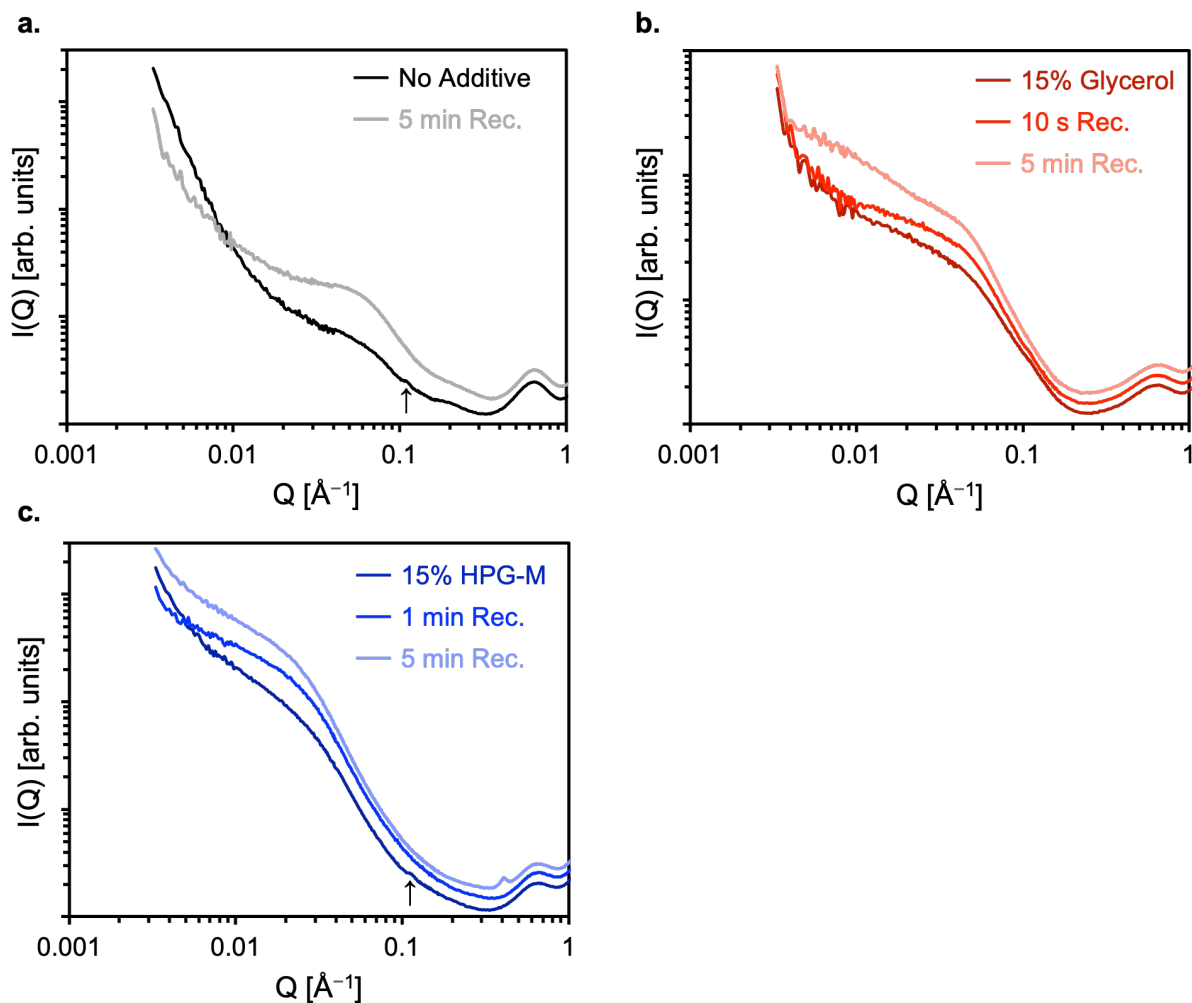 a.
No Additive
5 min Rec.
I(Q) [arb. units]
0.001
0.01
0.1
1
Q [Å⁻¹]
b.
15% Glycerol
10 s Rec.
5 min Rec.
I(Q) [arb. units]
0.001
0.01
0.1
1
Q [Å⁻¹]
c.
15% HPG-M
1 min Rec.
5 min Rec.
I(Q) [arb. units]
0.001
0.01
0.1
1
Q [Å⁻¹]